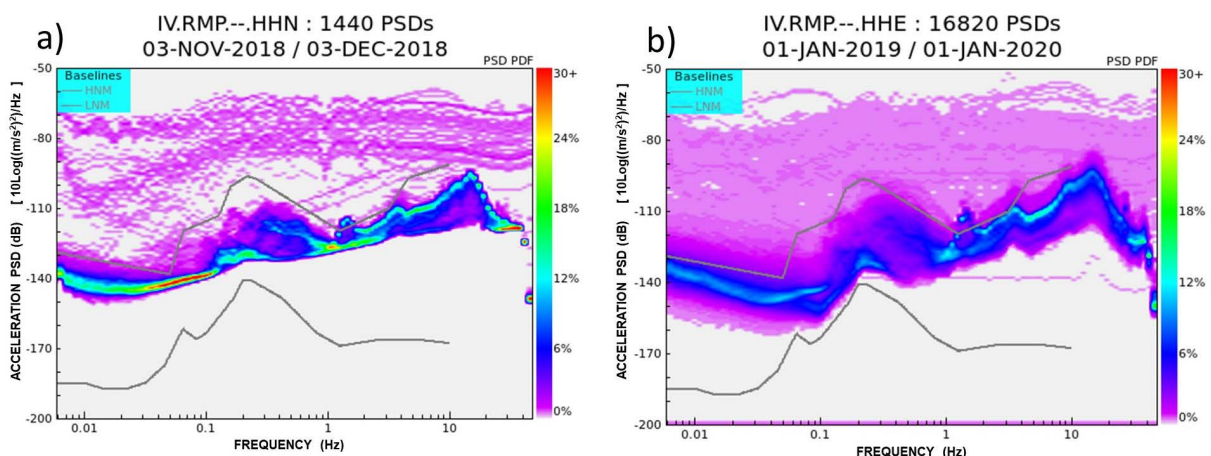 a)
IV.RMP.--.HHN : 1440 PSDs
03-NOV-2018 / 03-DEC-2018
PSD PDF
Baselines
HNM
LNM
ACCELERATION PSD (dB) [10Log((m/s²)²)/Hz]
-50
-80
-110
-140
-170
-200
0.01
0.1
1
10
FREQUENCY (Hz)
30+
24%
18%
12%
6%
0%
b)
IV.RMP.--.HHE : 16820 PSDs
01-JAN-2019 / 01-JAN-2020
PSD PDF
Baselines
HNM
LNM
ACCELERATION PSD (dB) [10Log((m/s²)²)/Hz]
-50
-80
-110
-140
-170
-200
0.01
0.1
1
10
FREQUENCY (Hz)
30+
24%
18%
12%
6%
0%